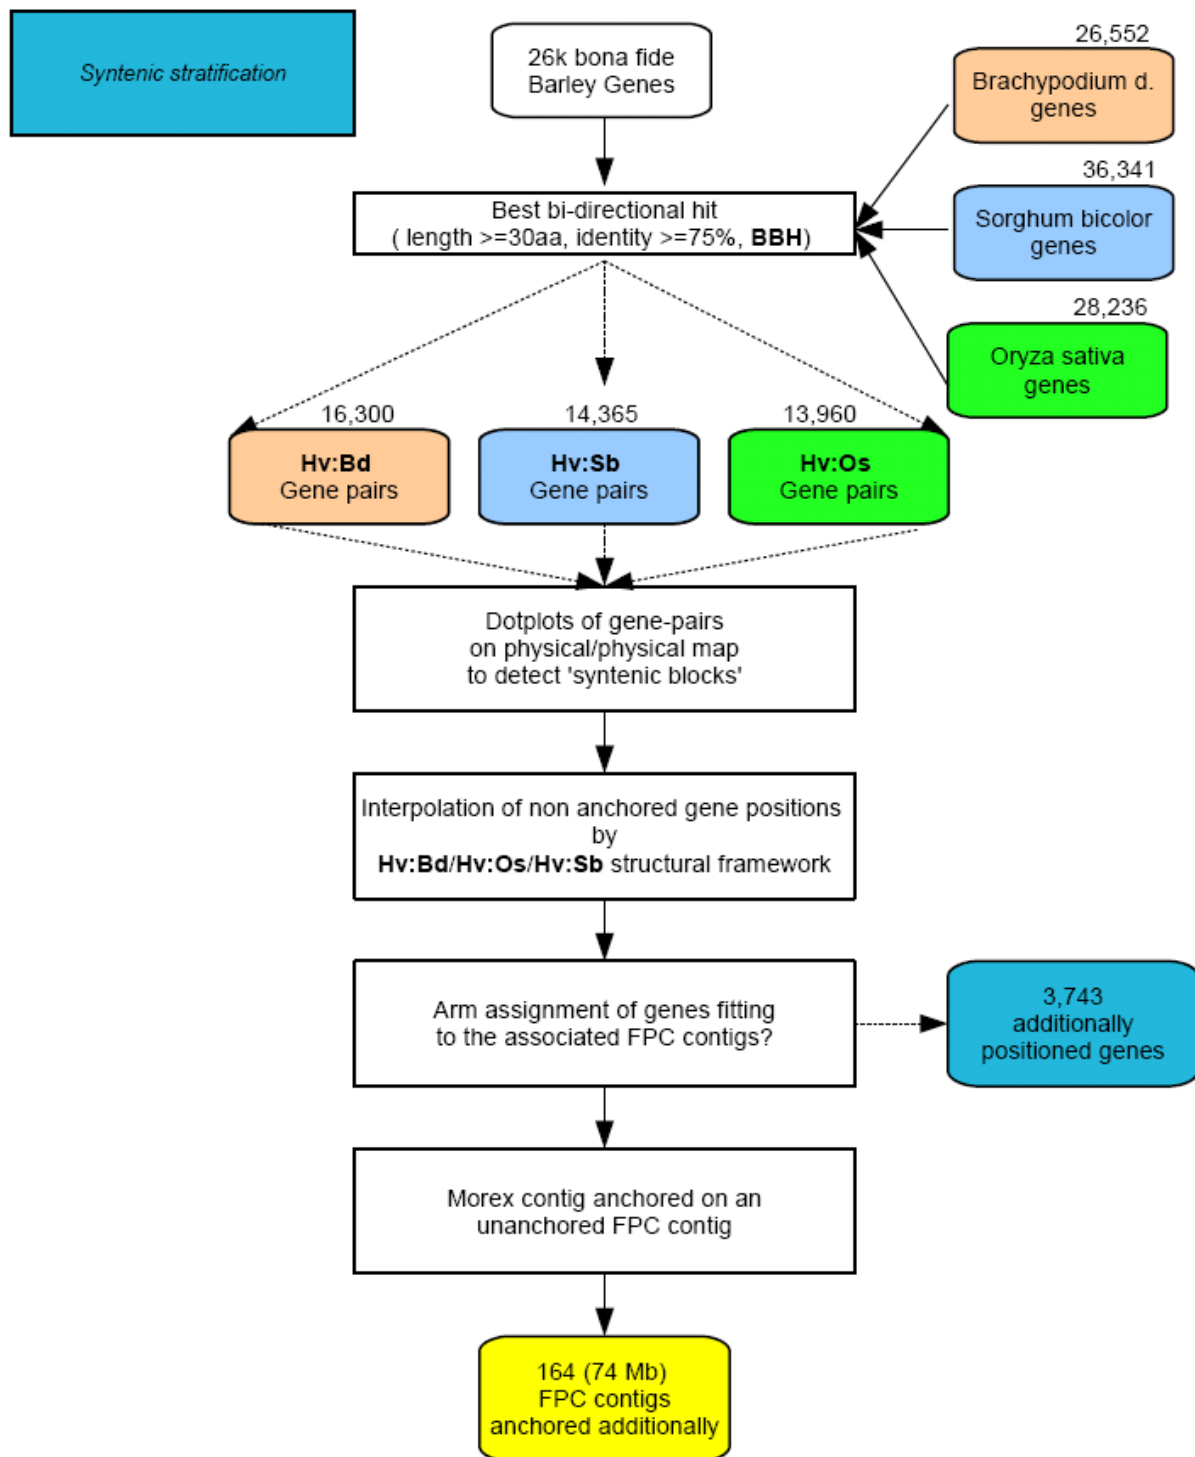 Syntenic stratification
26k bona fide
Barley Genes
26,552
Brachypodium d.
genes
36,341
Sorghum bicolor
genes
28,236
Oryza sativa
genes
Best bi-directional hit
( length >=30aa, identity >=75%, BBH)
16,300
Hv:Bd
Gene pairs
14,365
Hv:Sb
Gene pairs
13,960
Hv:Os
Gene pairs
Dotplots of gene-pairs
on physical/physical map
to detect 'syntenic blocks'
Interpolation of non anchored gene positions
by
Hv:Bd/Hv:Os/Hv:Sb structural framework
Arm assignment of genes fitting
to the associated FPC contigs?
3,743
additionally
positioned genes
Morex contig anchored on an
unanchored FPC contig
164 (74 Mb)
FPC contigs
anchored additionally